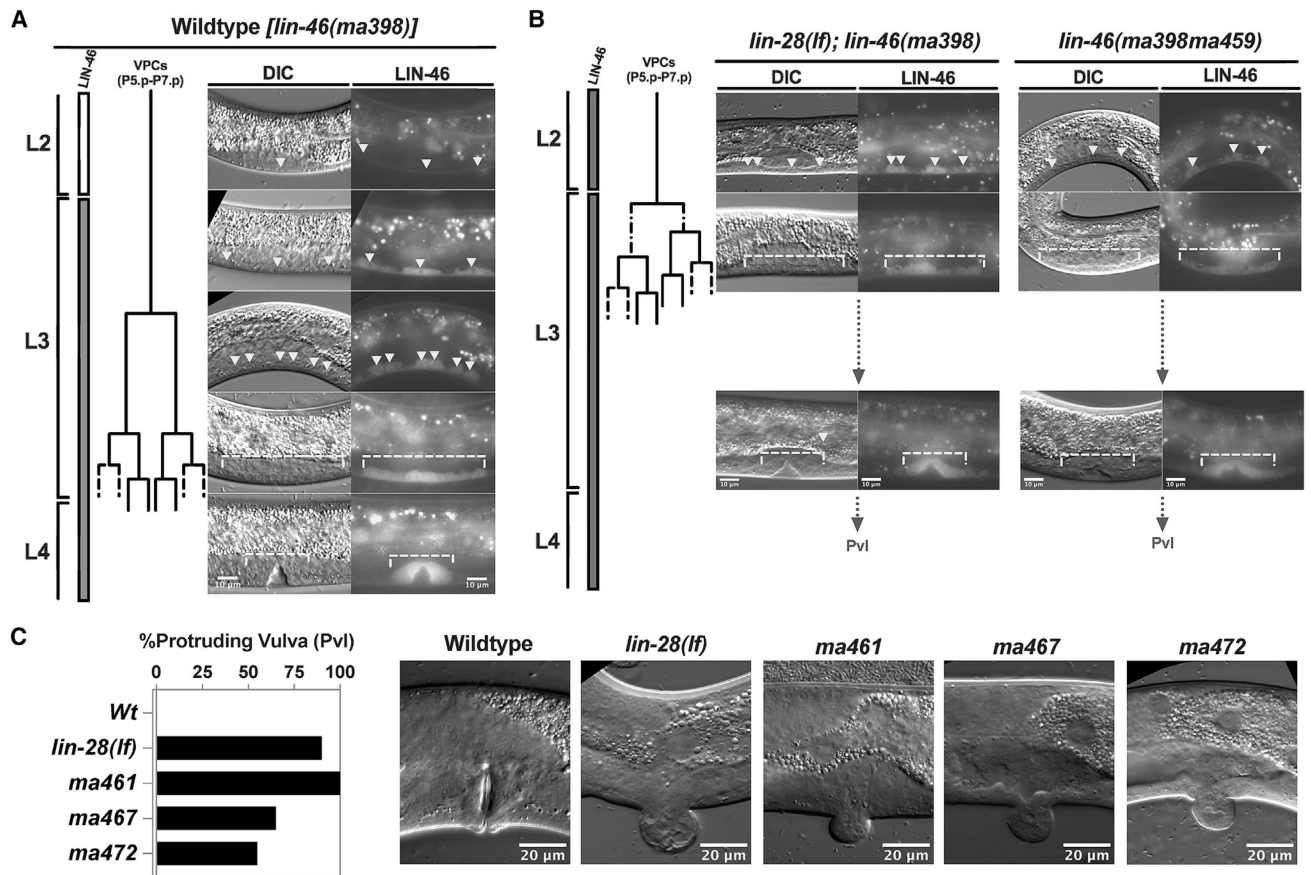 A
Wildtype [lin-46(ma398)]
LIN-46
VPCs
(P5.p-P7.p)
DIC
LIN-46
L2
L3
L4
10 µm
10 µm
B
lin-28(lf); lin-46(ma398)
lin-46(ma398ma459)
LIN-46
VPCs
(P5.p-P7.p)
DIC
LIN-46
DIC
LIN-46
L2
L3
L4
10 µm
10 µm
10 µm
10 µm
Pvl
Pvl
C
%Protruding Vulva (Pvl)
0 25 50 75 100
Wt
lin-28(lf)
ma461
ma467
ma472
Wildtype
lin-28(lf)
ma461
ma467
ma472
20 µm
20 µm
20 µm
20 µm
20 µm